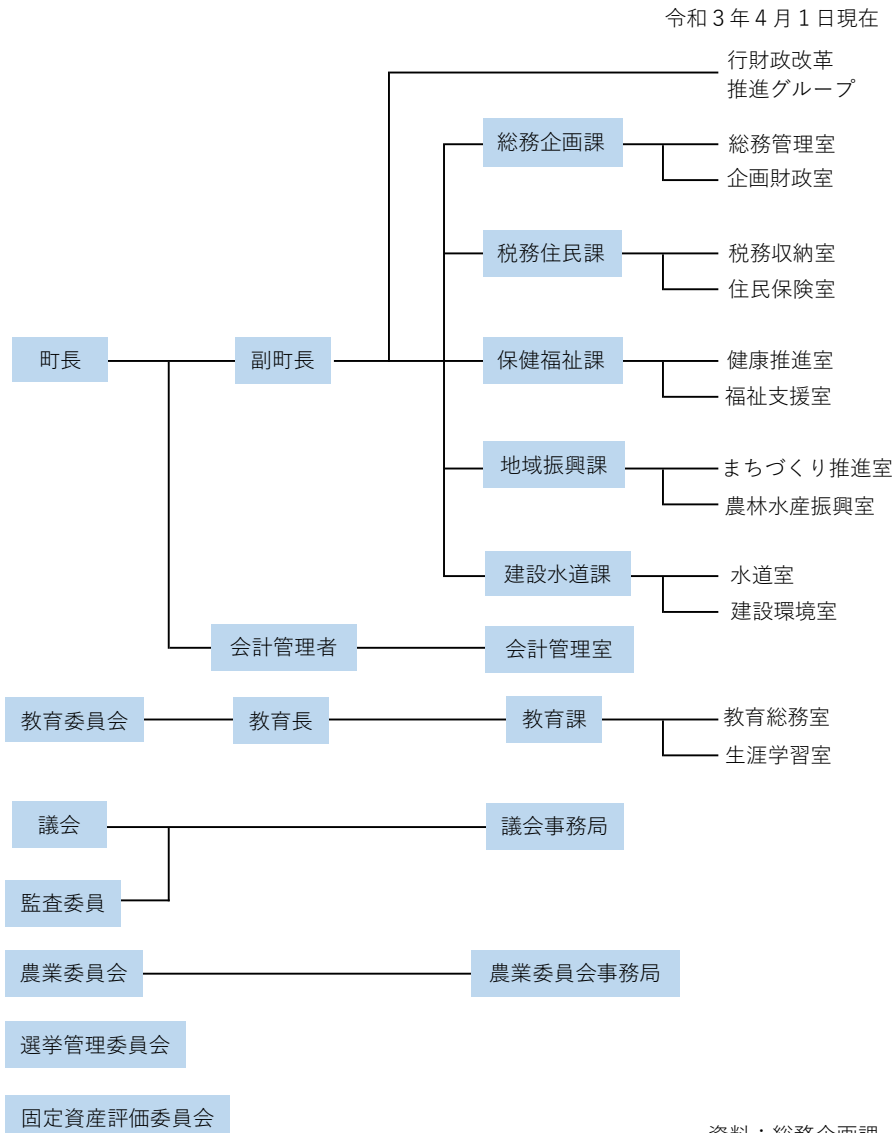 令和３年４月１日現在
行財政改革
推進グループ
総務企画課
総務管理室
企画財政室
税務住民課
税務収納室
住民保険室
町長
副町長
保健福祉課
健康推進室
福祉支援室
地域振興課
まちづくり推進室
農林水産振興室
建設水道課
水道室
建設環境室
会計管理者
会計管理室
教育委員会
教育長
教育課
教育総務室
生涯学習室
議会
議会事務局
監査委員
農業委員会
農業委員会事務局
選挙管理委員会
固定資産評価委員会
資料：総務企画課